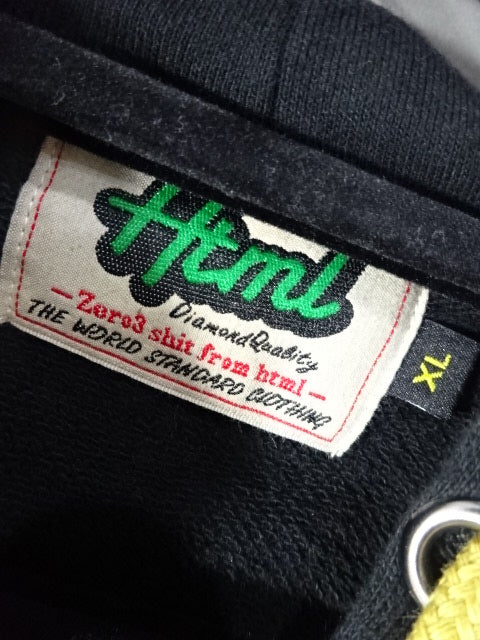 Html
DiamondQuality
—Zero3 shit from html—
THE WORLD STANDARD CLOTHING
XL